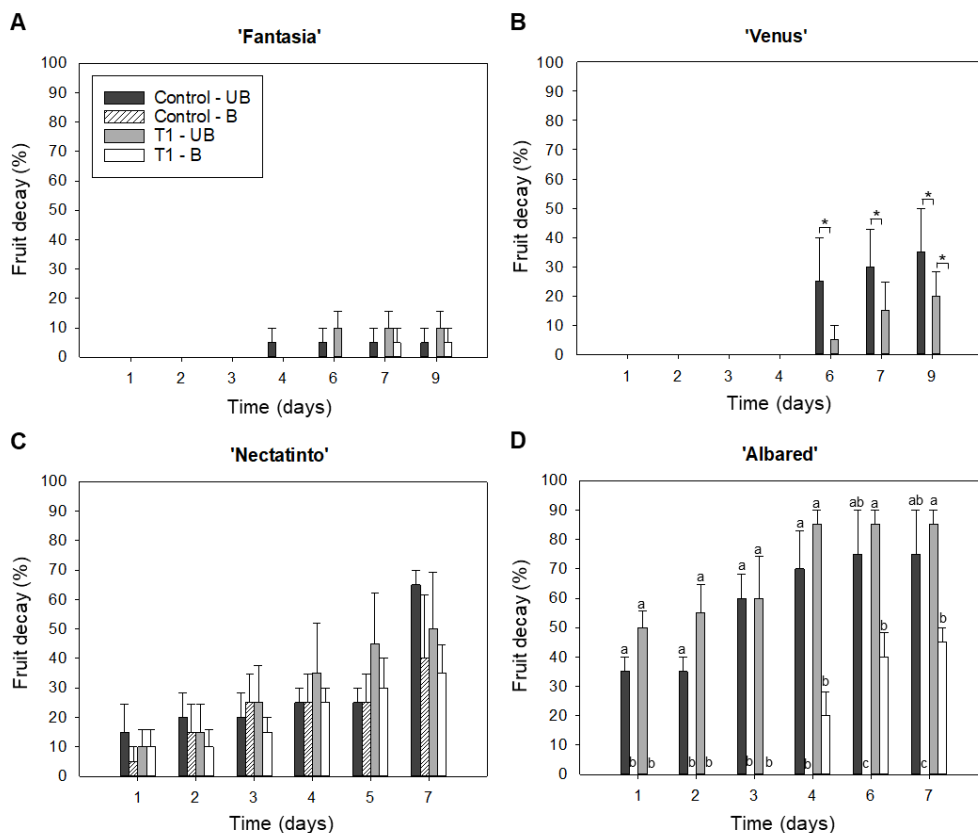 A
'Fantasia'
100
90
80
70
60
50
40
30
20
10
0
Fruit decay (%)
Control - UB
Control - B
T1 - UB
T1 - B
1 2 3 4 6 7 9
Time (days)
B
'Venus'
100
90
80
70
60
50
40
30
20
10
0
Fruit decay (%)
* * * *
1 2 3 4 6 7 9
Time (days)
C
'Nectatinto'
100
90
80
70
60
50
40
30
20
10
0
Fruit decay (%)
1 2 3 4 5 7
Time (days)
D
'Albared'
100
90
80
70
60
50
40
30
20
10
0
Fruit decay (%)
a a a a a a a a ab a ab a
b b b b b b b b c b c b
1 2 3 4 6 7
Time (days)